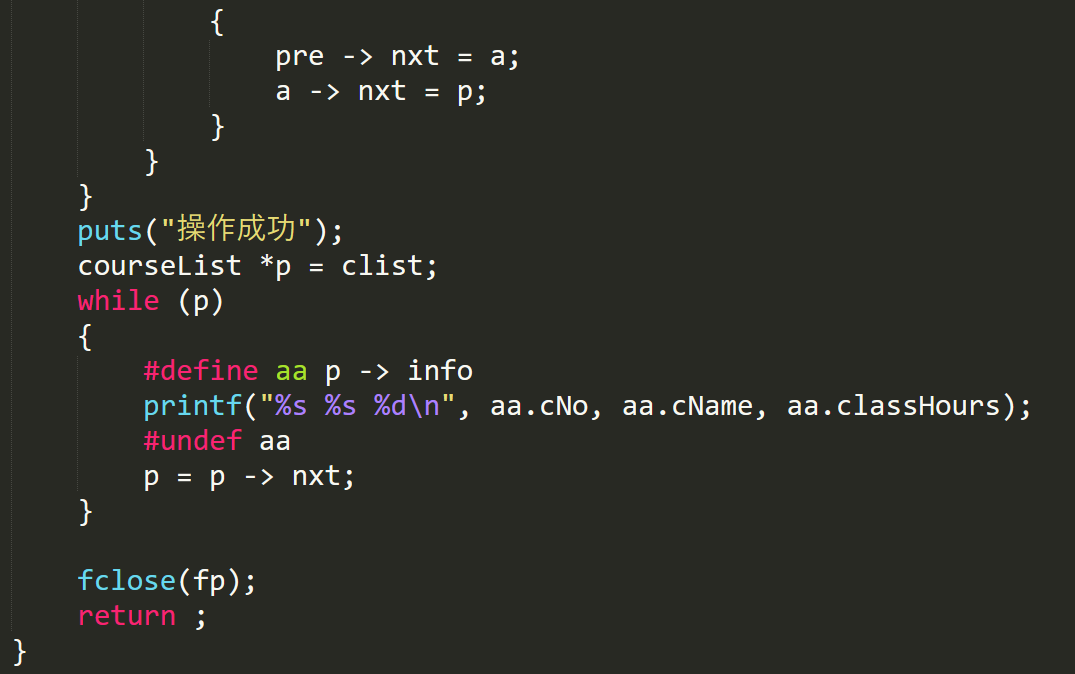 {
pre -> nxt = a;
a -> nxt = p;
}
}
}
puts("操作成功");
courseList *p = clist;
while (p)
{
#define aa p -> info
printf("%s %s %d\n", aa.cNo, aa.cName, aa.classHours);
#undef aa
p = p -> nxt;
}
fclose(fp);
return ;
}